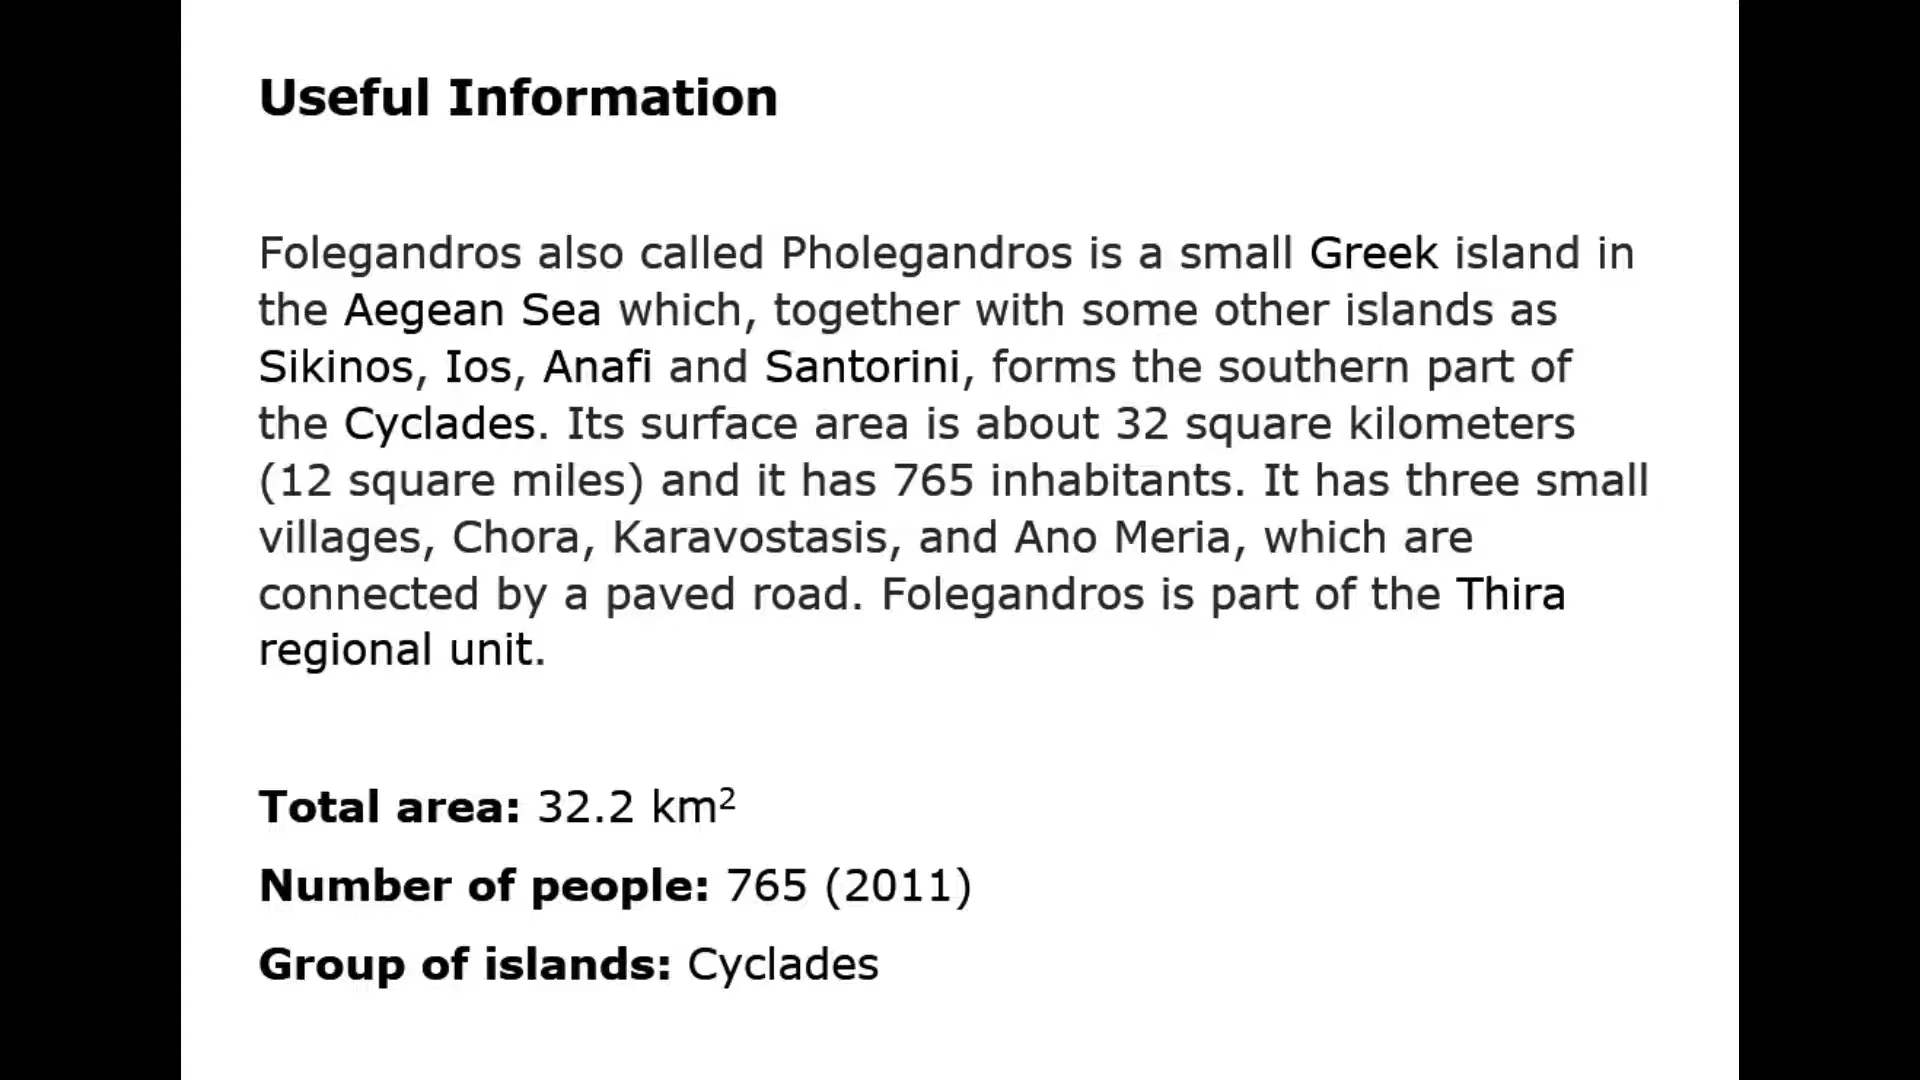 Useful Information
Folegandros also called Pholegandros is a small Greek island in
the Aegean Sea which, together with some other islands as
Sikinos, Ios, Anafi and Santorini, forms the southern part of
the Cyclades. Its surface area is about 32 square kilometers
(12 square miles) and it has 765 inhabitants. It has three small
villages, Chora, Karavostasis, and Ano Meria, which are
connected by a paved road. Folegandros is part of the Thira
regional unit.
Total area: 32.2 km²
Number of people: 765 (2011)
Group of islands: Cyclades